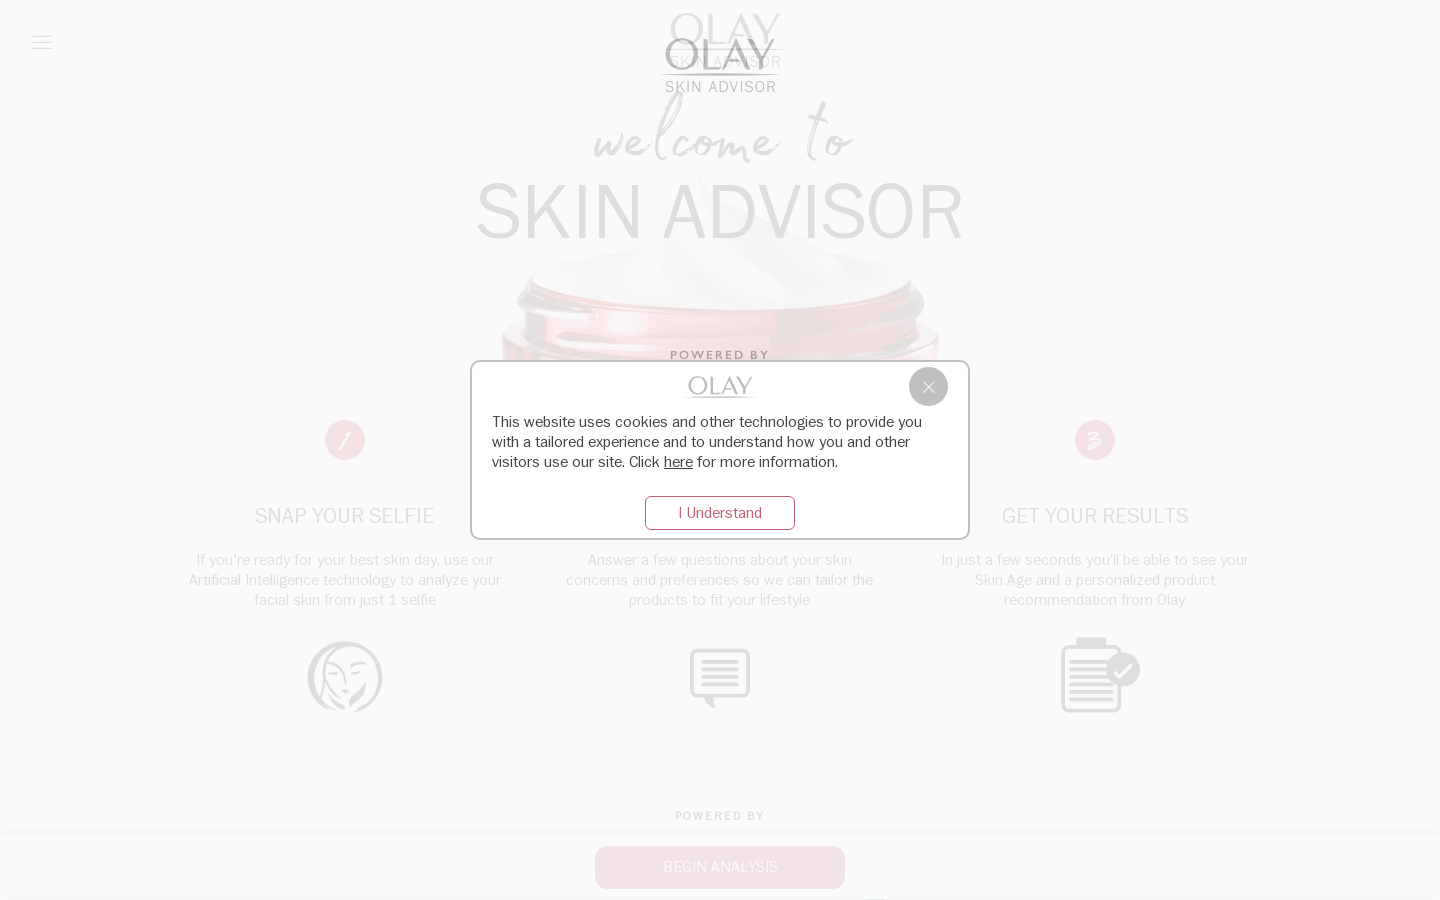 OLAY
SKIN ADVISOR
OLAY
SKIN ADVISOR
welcome to
SKIN ADVISOR
POWERED BY
OLAY
This website uses cookies and other technologies to provide you
with a tailored experience and to understand how you and other
visitors use our site. Click here for more information.
I Understand
1
SNAP YOUR SELFIE
If you're ready for your best skin day, use our
Artificial Intelligence technology to analyze your
facial skin from just 1 selfie
Answer a few questions about your skin
concerns and preferences so we can tailor the
products to fit your lifestyle
3
GET YOUR RESULTS
In just a few seconds you'll be able to see your
Skin Age and a personalized product
recommendation from Olay
POWERED BY
BEGIN ANALYSIS